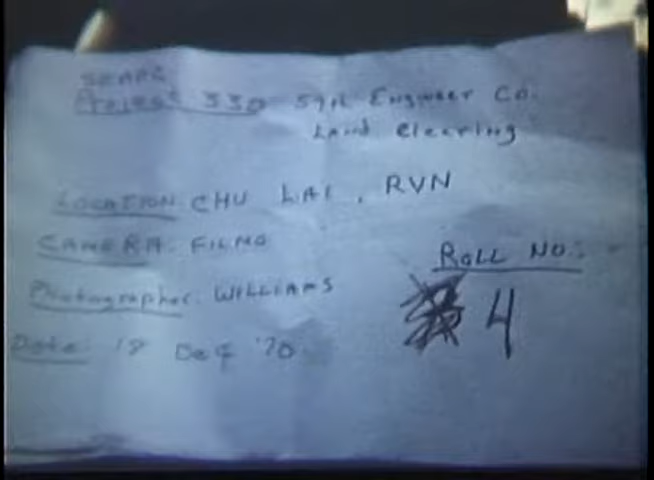 SEAPC
Project 33D 59th Engineer Co.
Land Clearing
LOCATION: CHU LAI, RVN
CAMERA: FILMO
ROLL NO:
Photographer: WILLIAMS
4
Date: 18 Dec '70